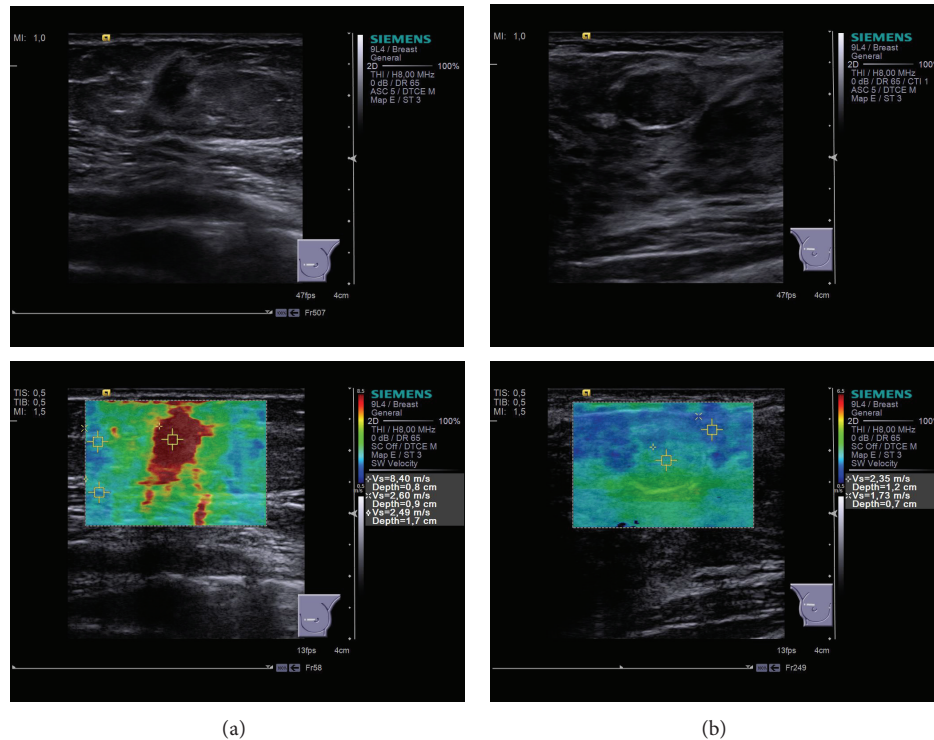 MI: 1,0
SIEMENS
9L4 / Breast
General
2D 100%
THI / H8,00 MHz
0 dB / DR 65
ASC 5 / DTCE M
Map E / ST 3
47fps 4cm
Fr507
MI: 1,0
SIEMENS
9L4 / Breast
General
2D 100%
THI / H8,00 MHz
0 dB / DR 65 / CTI 1
ASC 5 / DTCE M
Map E / ST 3
47fps 4cm
TIS: 0,5
TIB: 0,5
MI: 1,5
6.5
0.5
m/s
SIEMENS
9L4 / Breast
General
2D 100%
THI / H8,00 MHz
0 dB / DR 65
SC Off / DTCE M
Map E / ST 3
SW Velocity
Vs=8,40 m/s
Depth=0,8 cm
Vs=2,60 m/s
Depth=0,9 cm
Vs=2,49 m/s
Depth=1,7 cm
13fps 4cm
Fr58
TIS: 0,5
TIB: 0,5
MI: 1,5
6.5
0.5
m/s
SIEMENS
9L4 / Breast
General
2D 100%
THI / H8,00 MHz
0 dB / DR 65
SC Off / DTCE M
Map E / ST 3
SW Velocity
Vs=2,35 m/s
Depth=1,2 cm
Vs=1,73 m/s
Depth=0,7 cm
13fps 4cm
Fr249
(a)
(b)